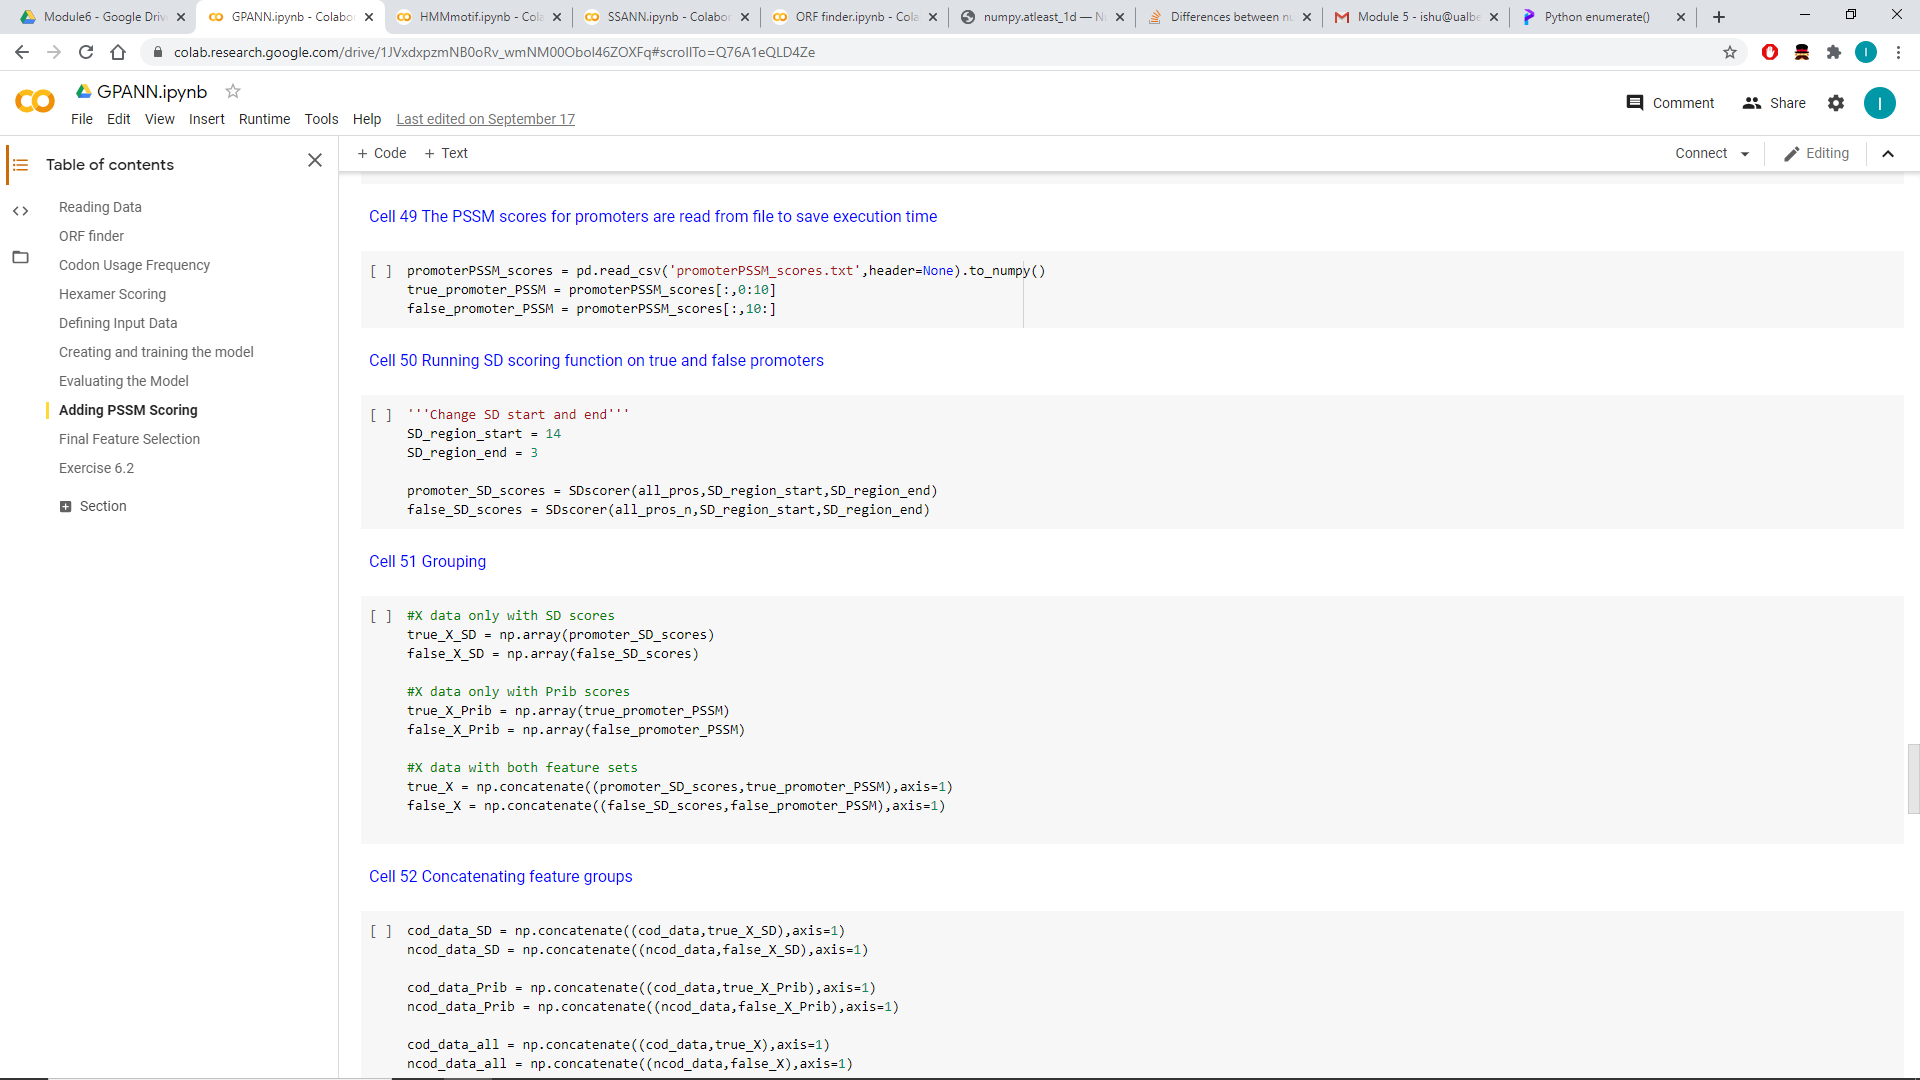 Module6 - Google Driv
GPANN.ipynb - Colabo
HMMmotif.ipynb - Cola
SSANN.ipynb - Colabor
ORF finder.ipynb - Cola
numpy.atleast_1d — N
Differences between nu
Module 5 - ishu@ualbe
Python enumerate()
colab.research.google.com/drive/1JVxdxpzmNB0oRv_wmNM00Obol46ZOXFq#scrollTo=Q76A1eQLD4Ze
I
GPANN.ipynb
File Edit View Insert Runtime Tools Help Last edited on September 17
Comment
Share
I
Table of contents
+ Code + Text
Connect
Editing
Reading Data
ORF finder
Codon Usage Frequency
Hexamer Scoring
Defining Input Data
Creating and training the model
Evaluating the Model
Adding PSSM Scoring
Final Feature Selection
Exercise 6.2
Section
Cell 49 The PSSM scores for promoters are read from file to save execution time
[ ] promoterPSSM_scores = pd.read_csv('promoterPSSM_scores.txt',header=None).to_numpy()
true_promoter_PSSM = promoterPSSM_scores[:,0:10]
false_promoter_PSSM = promoterPSSM_scores[:,10:]
Cell 50 Running SD scoring function on true and false promoters
[ ] '''Change SD start and end'''
SD_region_start = 14
SD_region_end = 3
promoter_SD_scores = SDscorer(all_pros,SD_region_start,SD_region_end)
false_SD_scores = SDscorer(all_pros_n,SD_region_start,SD_region_end)
Cell 51 Grouping
[ ] #X data only with SD scores
true_X_SD = np.array(promoter_SD_scores)
false_X_SD = np.array(false_SD_scores)
#X data only with Prib scores
true_X_Prib = np.array(true_promoter_PSSM)
false_X_Prib = np.array(false_promoter_PSSM)
#X data with both feature sets
true_X = np.concatenate((promoter_SD_scores,true_promoter_PSSM),axis=1)
false_X = np.concatenate((false_SD_scores,false_promoter_PSSM),axis=1)
Cell 52 Concatenating feature groups
[ ] cod_data_SD = np.concatenate((cod_data,true_X_SD),axis=1)
ncod_data_SD = np.concatenate((ncod_data,false_X_SD),axis=1)
cod_data_Prib = np.concatenate((cod_data,true_X_Prib),axis=1)
ncod_data_Prib = np.concatenate((ncod_data,false_X_Prib),axis=1)
cod_data_all = np.concatenate((cod_data,true_X),axis=1)
ncod_data_all = np.concatenate((ncod_data,false_X),axis=1)